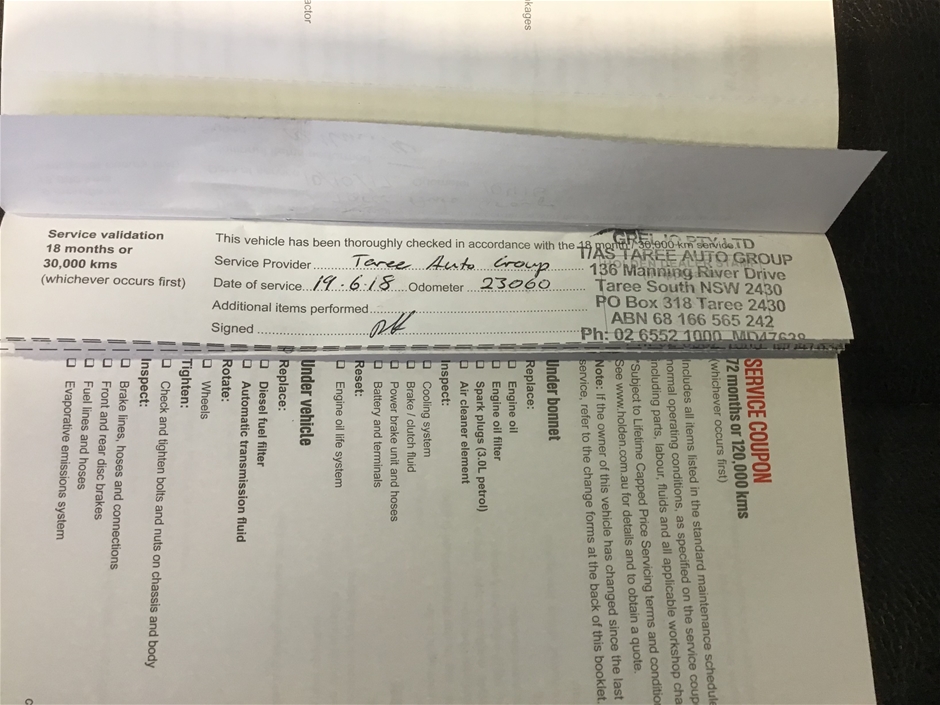 actor
kages
Service validation
18 months or
30,000 kms
(whichever occurs first)
This vehicle has been thoroughly checked in accordance with the 18 month / 30,000 km service
Service Provider Taree Auto Group
Date of service 19.6.18 Odometer 23060
Additional items performed
Signed
T/AS TAREE AUTO GROUP
136 Manning River Drive
Taree South NSW 2430
PO Box 318 Taree 2430
ABN 68 166 565 242
Ph: 02 6552 1000 MD47628
SERVICE COUPON
72 months or 120,000 kms
(whichever occurs first)
Includes all items listed in the standard maintenance schedule
normal operating conditions, as specified on the service coup
including parts, labour, fluids and all applicable workshop cha
*Subject to Lifetime Capped Price Servicing terms and conditio
See www.holden.com.au for details and to obtain a quote.
Note: If the owner of this vehicle has changed since the last
service, refer to the change forms at the back of this booklet.
Under bonnet
Replace:
Engine oil
Engine oil filter
Spark plugs (3.0L petrol)
Air cleaner element
Inspect:
Cooling system
Brake / clutch fluid
Power brake unit and hoses
Battery and terminals
Reset:
Engine oil life system
Under vehicle
Replace:
Diesel fuel filter
Automatic transmission fluid
Rotate:
Wheels
Tighten:
Check and tighten bolts and nuts on chassis and body
Inspect:
Brake lines, hoses and connections
Front and rear disc brakes
Fuel lines and hoses
Evaporative emissions system